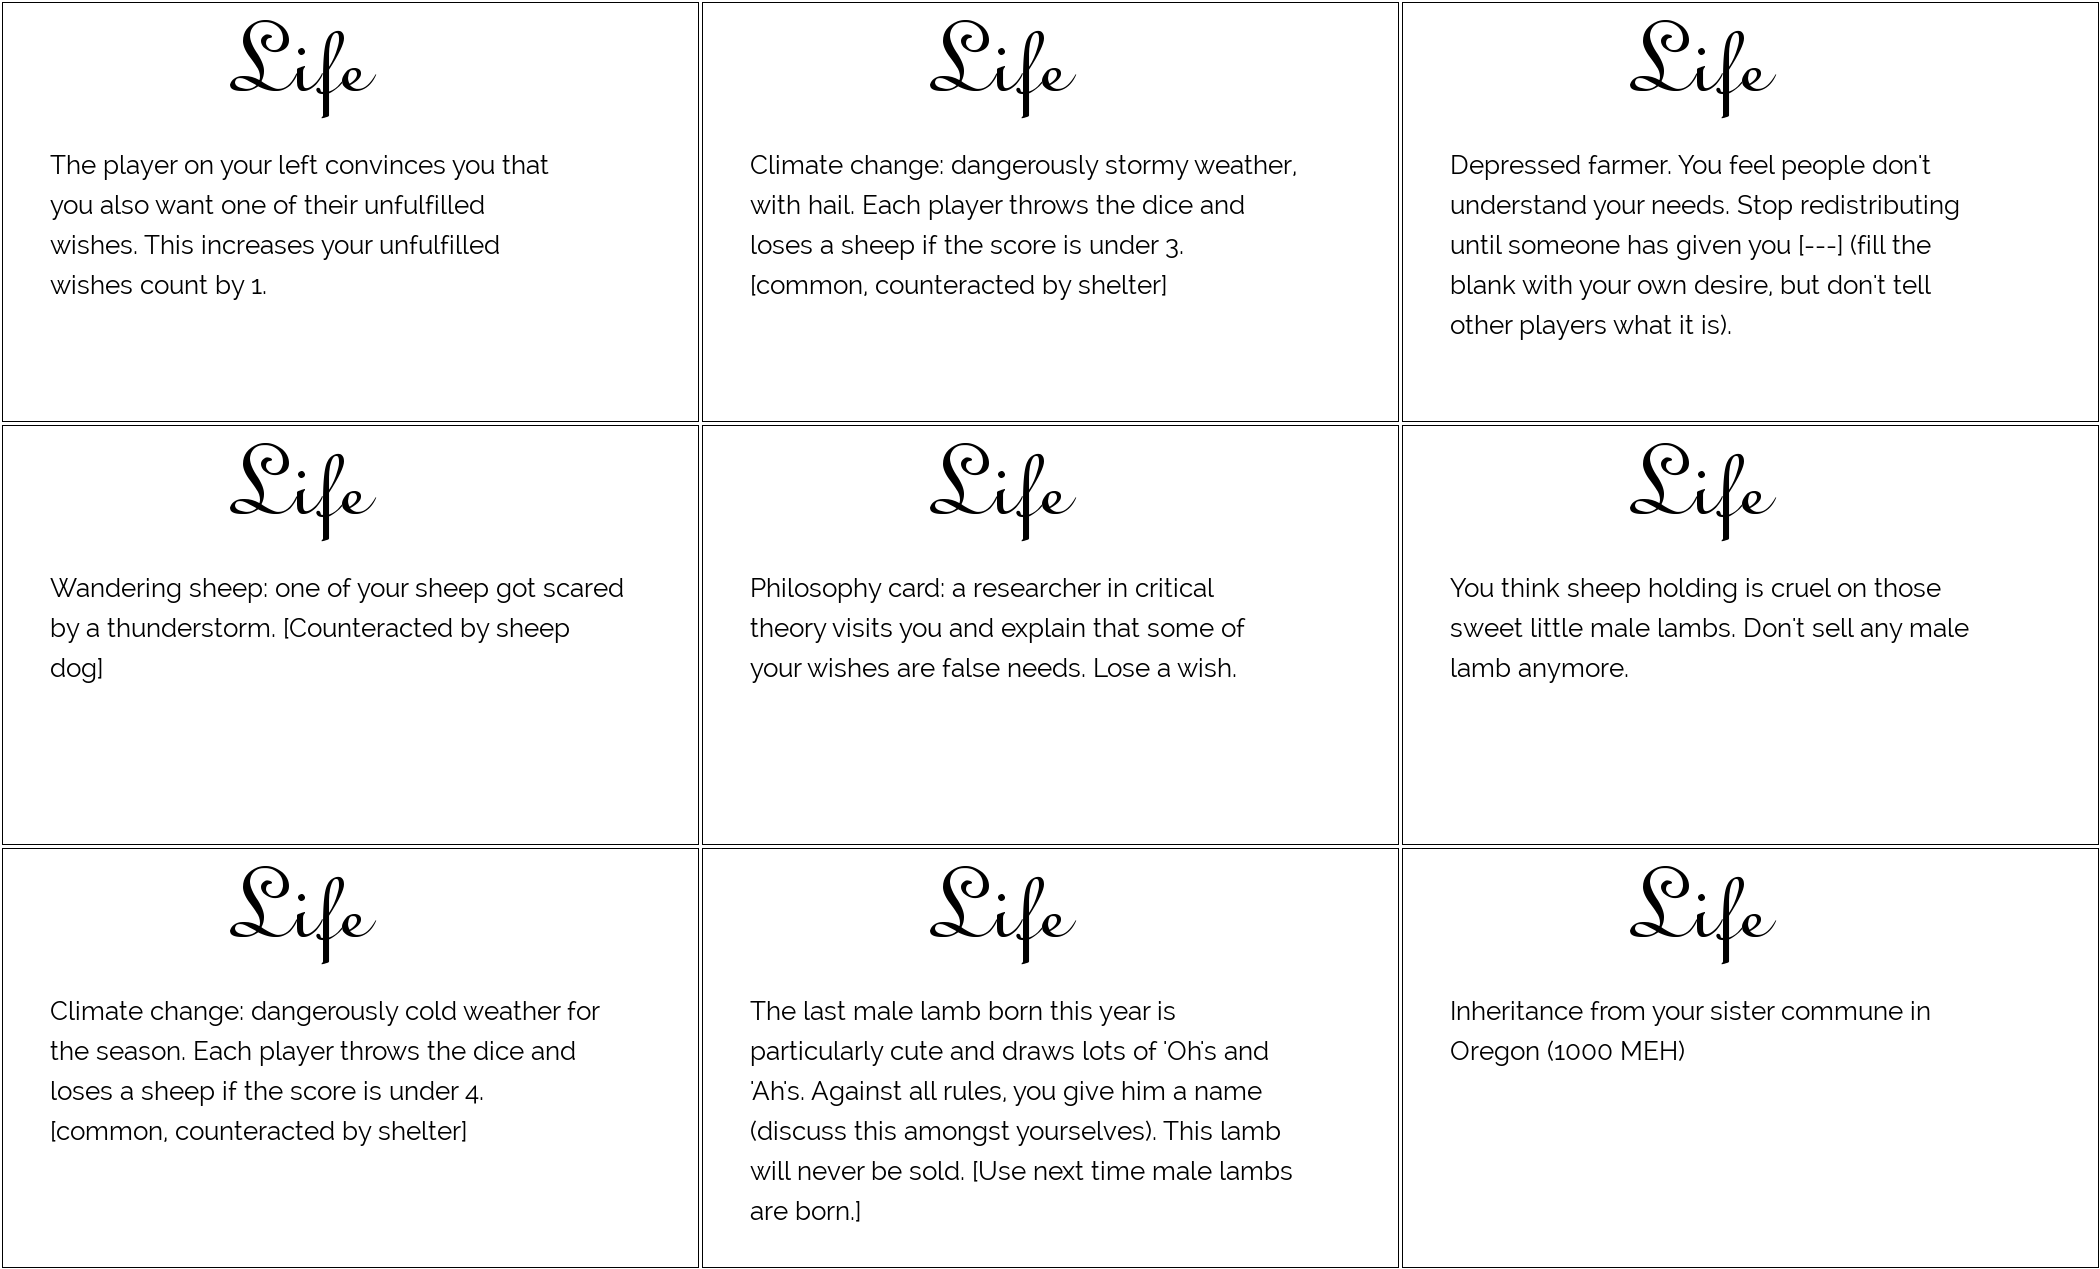 Life
The player on your left convinces you that
you also want one of their unfulfilled
wishes. This increases your unfulfilled
wishes count by 1.
Life
Climate change: dangerously stormy weather,
with hail. Each player throws the dice and
loses a sheep if the score is under 3.
[common, counteracted by shelter]
Life
Depressed farmer. You feel people don't
understand your needs. Stop redistributing
until someone has given you [---] (fill the
blank with your own desire, but don't tell
other players what it is).
Life
Wandering sheep: one of your sheep got scared
by a thunderstorm. [Counteracted by sheep
dog]
Life
Philosophy card: a researcher in critical
theory visits you and explain that some of
your wishes are false needs. Lose a wish.
Life
You think sheep holding is cruel on those
sweet little male lambs. Don't sell any male
lamb anymore.
Life
Climate change: dangerously cold weather for
the season. Each player throws the dice and
loses a sheep if the score is under 4.
[common, counteracted by shelter]
Life
The last male lamb born this year is
particularly cute and draws lots of 'Oh's and
'Ah's. Against all rules, you give him a name
(discuss this amongst yourselves). This lamb
will never be sold. [Use next time male lambs
are born.]
Life
Inheritance from your sister commune in
Oregon (1000 MEH)